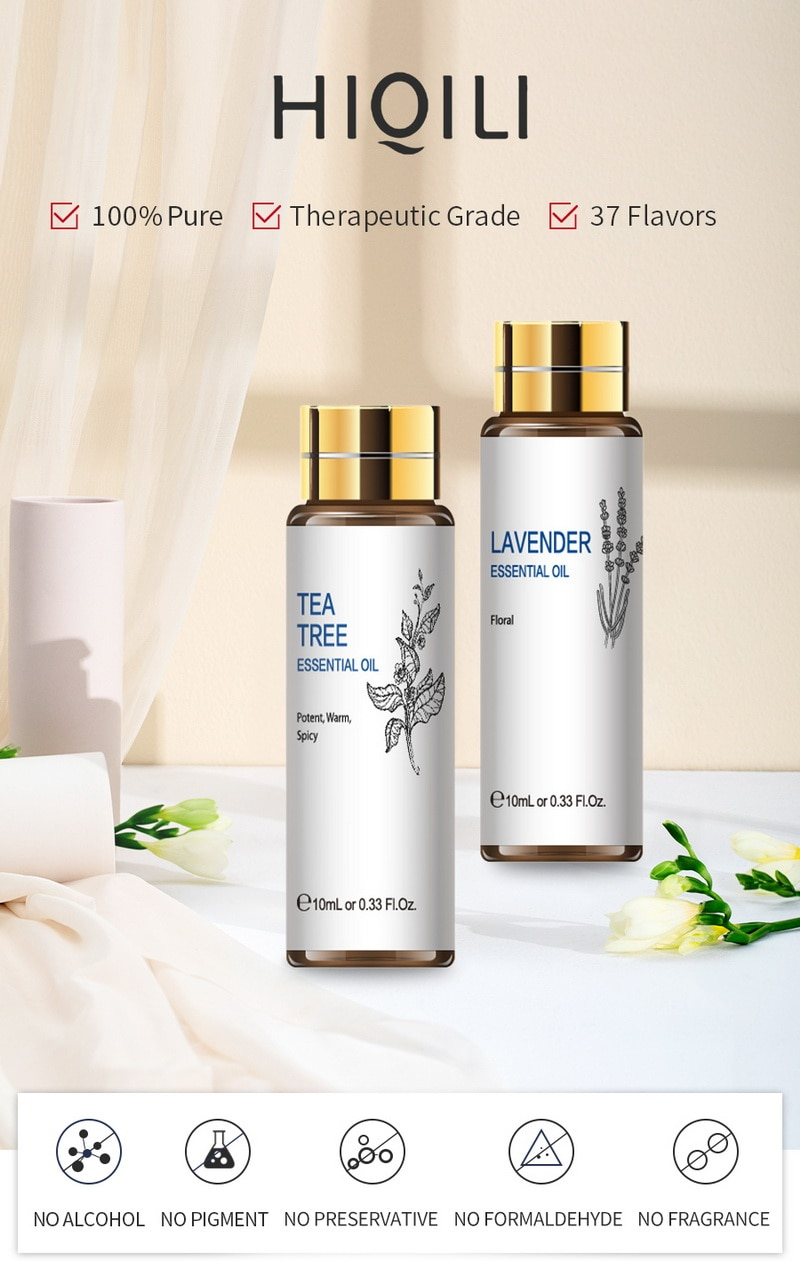 HIQILI
100% Pure
Therapeutic Grade
37 Flavors
LAVENDER
ESSENTIAL OIL
Floral
℮10mL or 0.33 Fl.Oz.
TEA
TREE
ESSENTIAL OIL
Potent, Warm,
Spicy
℮10mL or 0.33 Fl.Oz.
NO ALCOHOL
NO PIGMENT
NO PRESERVATIVE
NO FORMALDEHYDE
NO FRAGRANCE